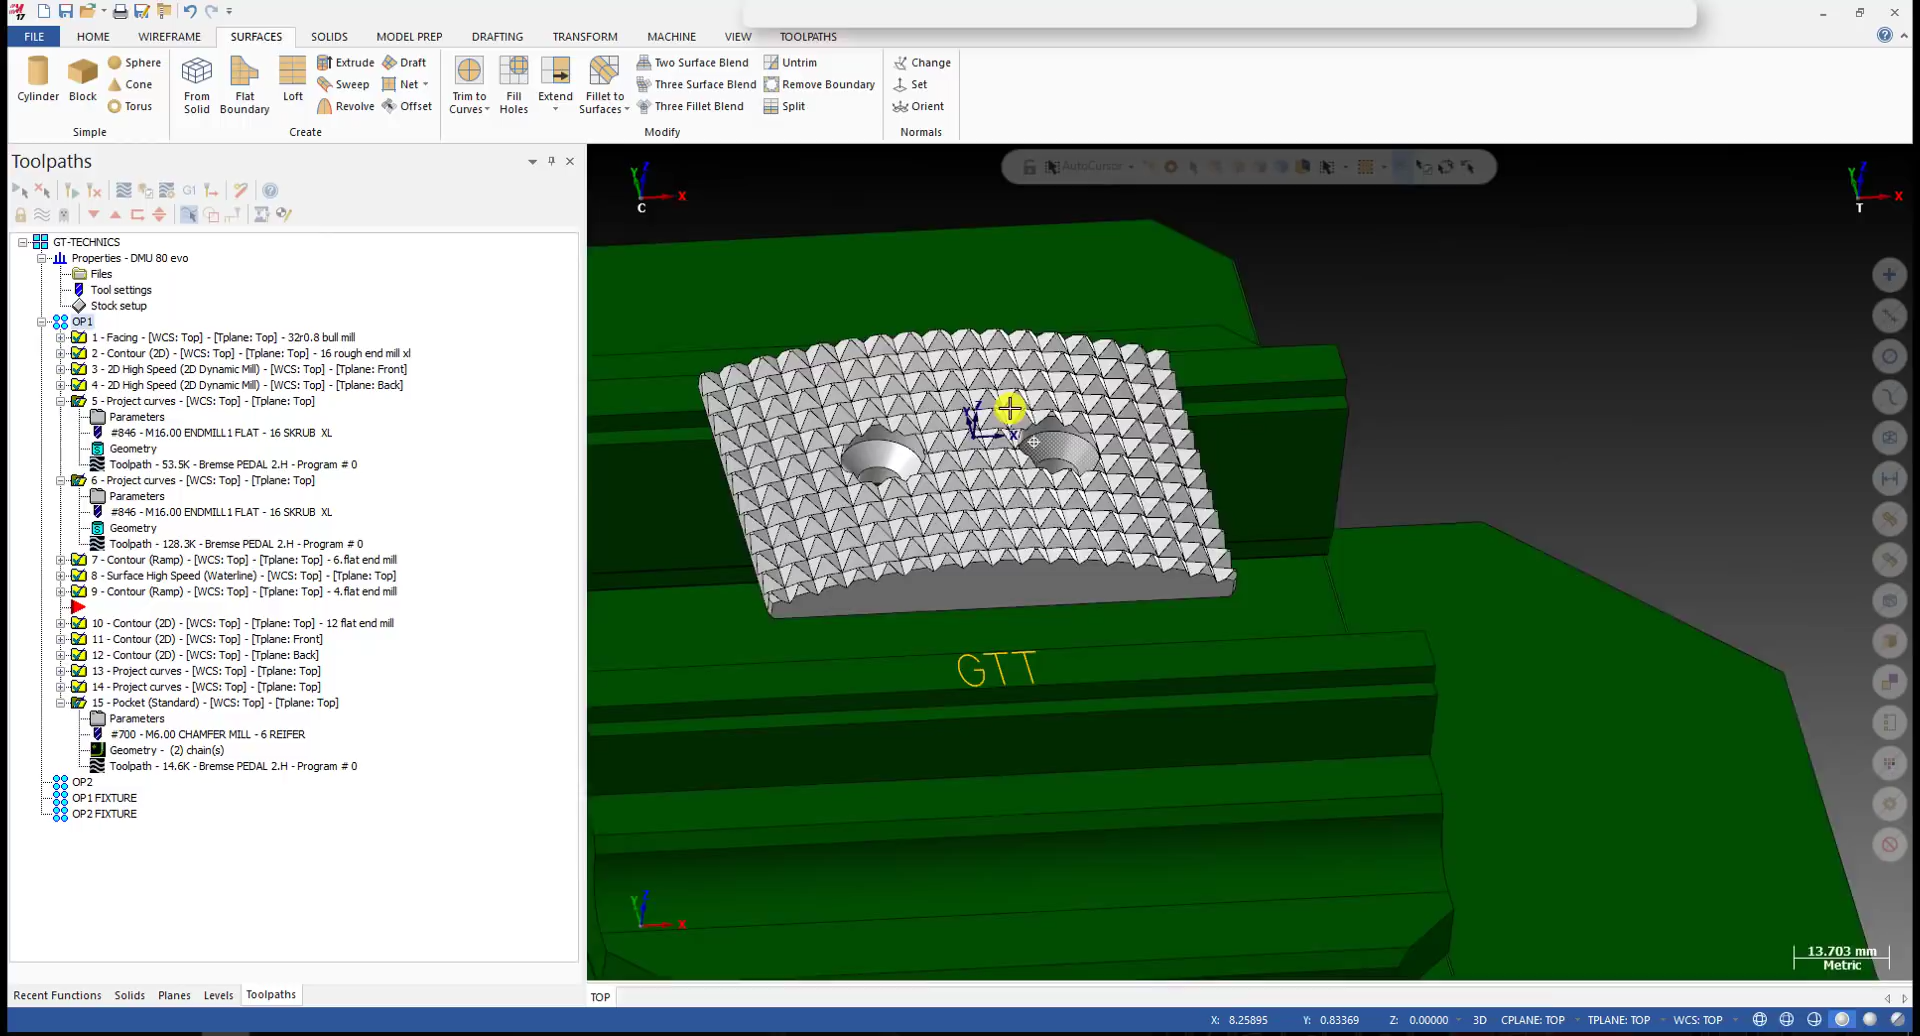 17
FILE HOME WIREFRAME SURFACES SOLIDS MODEL PREP DRAFTING TRANSFORM MACHINE VIEW TOOLPATHS
Cylinder Block Sphere Cone Torus
Simple
From Solid Flat Boundary Loft Extrude Sweep Revolve Draft Net Offset
Create
Trim to Curves Fill Holes Extend Fillet to Surfaces Two Surface Blend Three Surface Blend Three Fillet Blend Untrim Remove Boundary Split
Modify
Change Set Orient
Normals
Toolpaths
G1
GT-TECHNICS
Properties - DMU 80 evo
Files
Tool settings
Stock setup
OP1
1 - Facing - [WCS: Top] - [Tplane: Top] - 32r0.8 bull mill
2 - Contour (2D) - [WCS: Top] - [Tplane: Top] - 16 rough end mill xl
3 - 2D High Speed (2D Dynamic Mill) - [WCS: Top] - [Tplane: Front]
4 - 2D High Speed (2D Dynamic Mill) - [WCS: Top] - [Tplane: Back]
5 - Project curves - [WCS: Top] - [Tplane: Top]
Parameters
#846 - M16.00 ENDMILL1 FLAT - 16 SKRUB XL
Geometry
Toolpath - 53.5K - Bremse PEDAL 2.H - Program # 0
6 - Project curves - [WCS: Top] - [Tplane: Top]
Parameters
#846 - M16.00 ENDMILL1 FLAT - 16 SKRUB XL
Geometry
Toolpath - 128.3K - Bremse PEDAL 2.H - Program # 0
7 - Contour (Ramp) - [WCS: Top] - [Tplane: Top] - 6.flat end mill
8 - Surface High Speed (Waterline) - [WCS: Top] - [Tplane: Top]
9 - Contour (Ramp) - [WCS: Top] - [Tplane: Top] - 4.flat end mill
10 - Contour (2D) - [WCS: Top] - [Tplane: Top] - 12 flat end mill
11 - Contour (2D) - [WCS: Top] - [Tplane: Front]
12 - Contour (2D) - [WCS: Top] - [Tplane: Back]
13 - Project curves - [WCS: Top] - [Tplane: Top]
14 - Project curves - [WCS: Top] - [Tplane: Top]
15 - Pocket (Standard) - [WCS: Top] - [Tplane: Top]
Parameters
#700 - M6.00 CHAMFER MILL - 6 REIFER
Geometry - (2) chain(s)
Toolpath - 14.6K - Bremse PEDAL 2.H - Program # 0
OP2
OP1 FIXTURE
OP2 FIXTURE
Recent Functions Solids Planes Levels Toolpaths
AutoCursor
Z
Y
X
C
Z
X
T
Y Z
X
GTT
Z
Y
X
13.703 mm
Metric
TOP
X: 8.25895 Y: 0.83369 Z: 0.00000 3D CPLANE: TOP TPLANE: TOP WCS: TOP